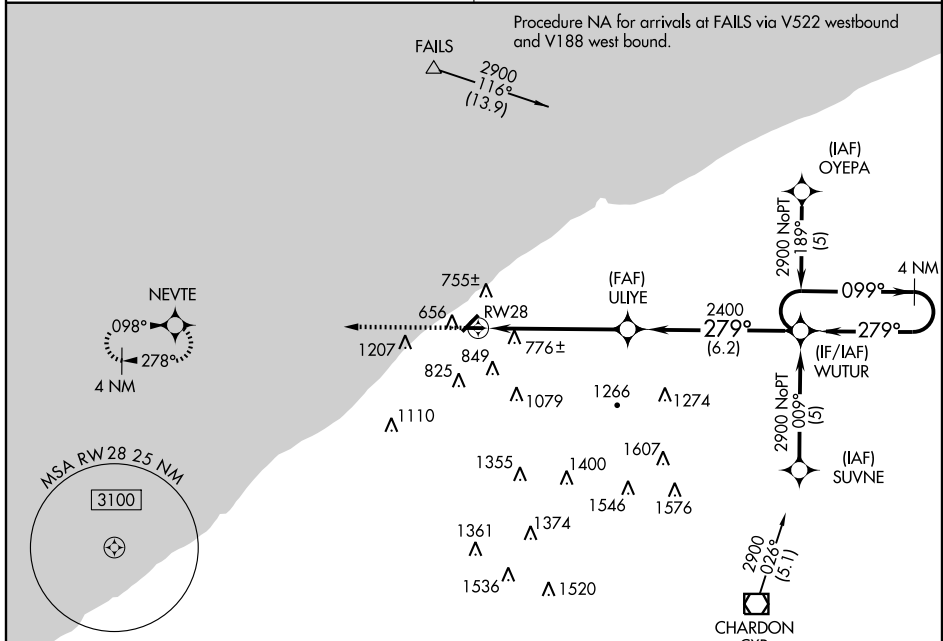 Procedure NA for arrivals at FAILS via V522 westbound
and V188 west bound.
FAILS
2900
116°
(13.9)
(IAF)
OYEPA
2900 NoPT
189°
(5)
4 NM
099°
279°
NEVTE
098°
278°
4 NM
755±
656
RW28
(FAF)
ULIYE
2400
279°
(6.2)
(IF/IAF)
WUTUR
1207
776±
849
825
1079
1266
1274
1110
2900 NoPT
009°
(5)
(IAF)
SUVNE
1607
1355
1400
1546
1576
MSA RW28 25 NM
3100
1361
1374
1536
1520
2900
026°
(5.1)
CHARDON